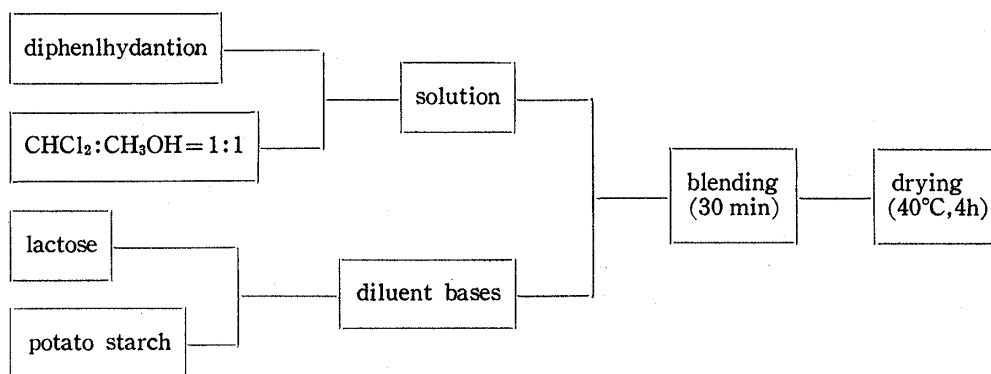 diphenlhydantion
CHCl₂:CH₃OH=1:1
solution
lactose
potato starch
diluent bases
blending
(30 min)
drying
(40°C,4h)